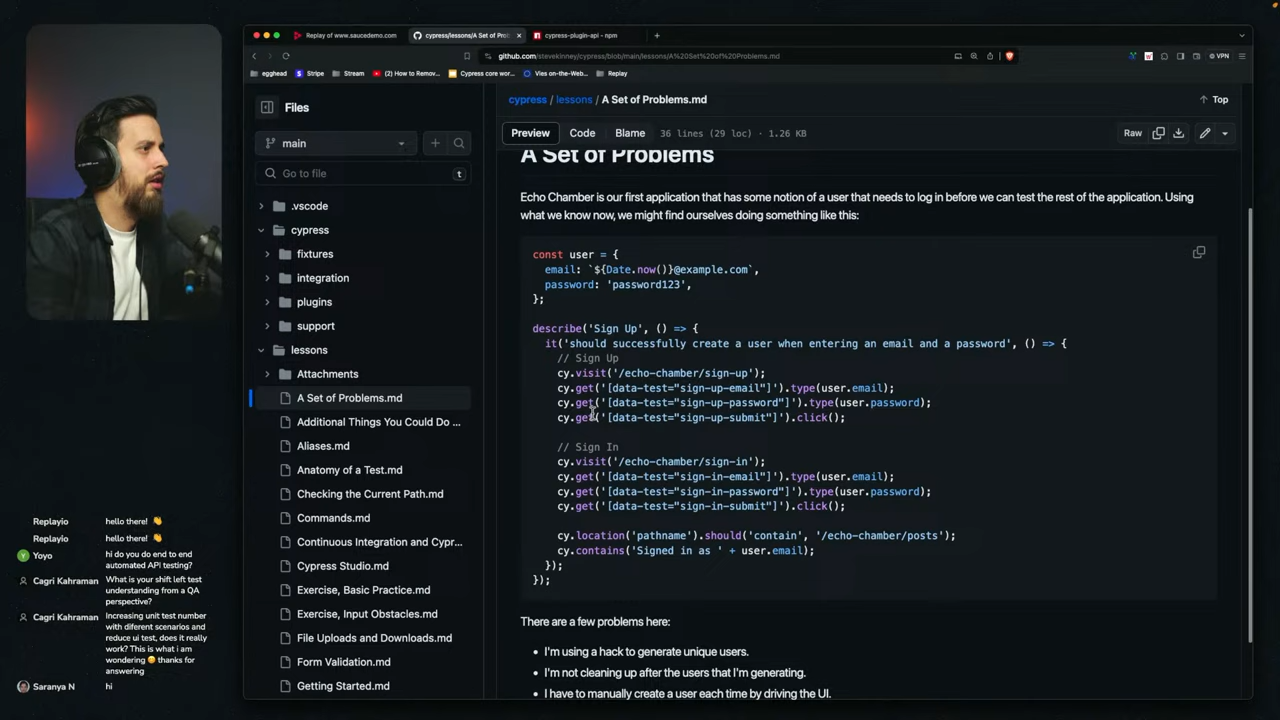 Replay of www.saucedemo.com
cypress/lessons/A Set of Prob
cypress-plugin-api - npm
github.com/stevekinney/cypress/blob/main/lessons/A%20Set%20of%20Problems.md
VPN
egghead
Stripe
Stream
(2) How to Remov...
Cypress core wor...
Vies on-the-Web...
Replay
Files
main
Go to file
t
.vscode
cypress
fixtures
integration
plugins
support
lessons
Attachments
A Set of Problems.md
Additional Things You Could Do ...
Aliases.md
Anatomy of a Test.md
Checking the Current Path.md
Commands.md
Continuous Integration and Cypr...
Cypress Studio.md
Exercise, Basic Practice.md
Exercise, Input Obstacles.md
File Uploads and Downloads.md
Form Validation.md
Getting Started.md
cypress / lessons / A Set of Problems.md
Top
Preview
Code
Blame
36 lines (29 loc) · 1.26 KB
Raw
A Set of Problems
Echo Chamber is our first application that has some notion of a user that needs to log in before we can test the rest of the application. Using
what we know now, we might find ourselves doing something like this:
const user = {
email: `${Date.now()}@example.com`,
password: 'password123',
};
describe('Sign Up', () => {
it('should successfully create a user when entering an email and a password', () => {
// Sign Up
cy.visit('/echo-chamber/sign-up');
cy.get('[data-test="sign-up-email"]').type(user.email);
cy.get('[data-test="sign-up-password"]').type(user.password);
cy.get('[data-test="sign-up-submit"]').click();
// Sign In
cy.visit('/echo-chamber/sign-in');
cy.get('[data-test="sign-in-email"]').type(user.email);
cy.get('[data-test="sign-in-password"]').type(user.password);
cy.get('[data-test="sign-in-submit"]').click();
cy.location('pathname').should('contain', '/echo-chamber/posts');
cy.contains('Signed in as ' + user.email);
});
});
There are a few problems here:
• I'm using a hack to generate unique users.
• I'm not cleaning up after the users that I'm generating.
• I have to manually create a user each time by driving the UI.
Replayio hello there! 👋
Replayio hello there! 👋
Y Yoyo hi do you do end to end
automated API testing?
Cagri Kahraman What is your shift left test
understanding from a QA
perspective?
Cagri Kahraman Increasing unit test number
with diferent scenarios and
reduce ui test, does it really
work? This is what i am
wondering 🙂 thanks for
answering
Saranya N hi